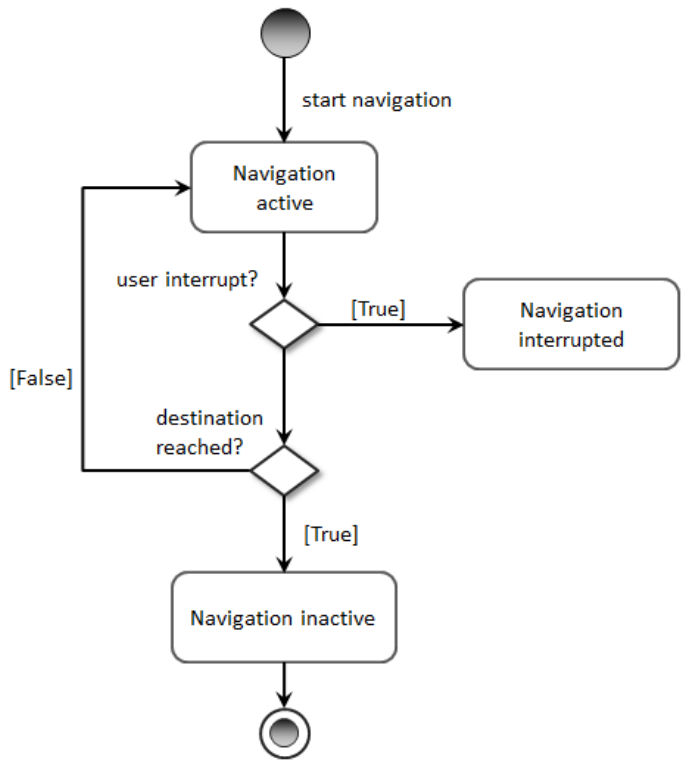 start navigation
Navigation
active
user interrupt?
[True]
Navigation
interrupted
[False]
destination
reached?
[True]
Navigation inactive